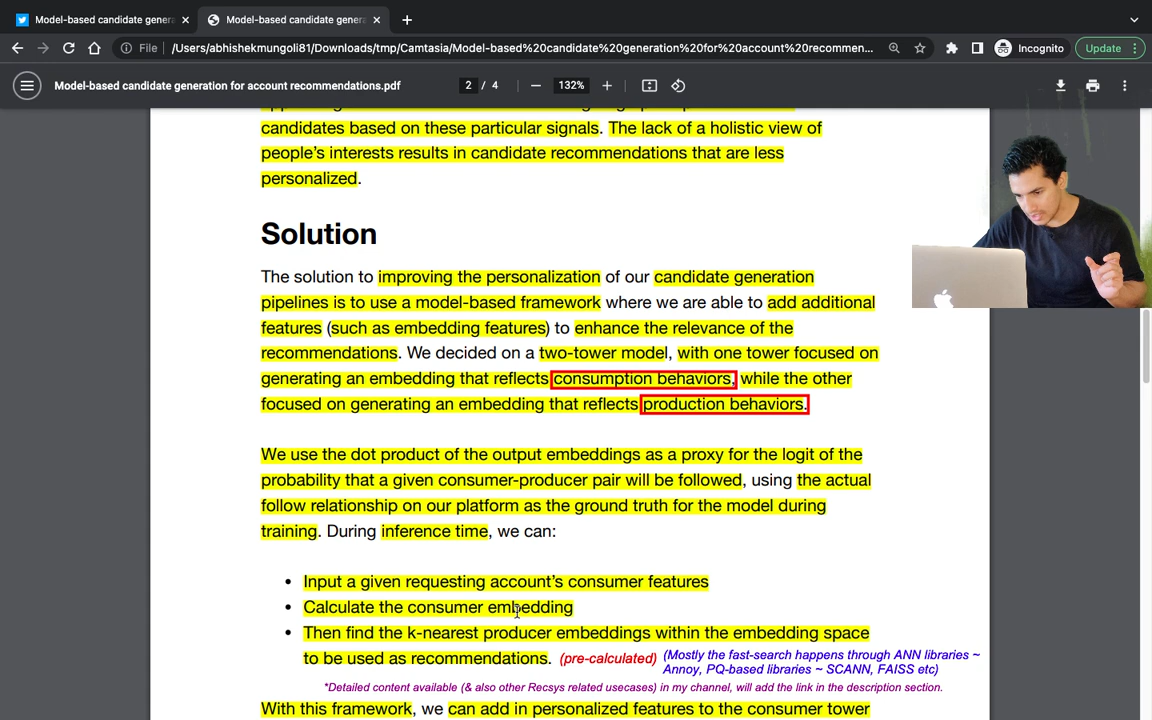 Model-based candidate genera
Model-based candidate genera
File
/Users/abhishekmungoli81/Downloads/tmp/Camtasia/Model-based%20candidate%20generation%20for%20account%20recommen...
Incognito
Update
Model-based candidate generation for account recommendations.pdf
2 / 4
132%
candidates based on these particular signals. The lack of a holistic view of
people's interests results in candidate recommendations that are less
personalized.
Solution
The solution to improving the personalization of our candidate generation
pipelines is to use a model-based framework where we are able to add additional
features (such as embedding features) to enhance the relevance of the
recommendations. We decided on a two-tower model, with one tower focused on
generating an embedding that reflects consumption behaviors, while the other
focused on generating an embedding that reflects production behaviors.
We use the dot product of the output embeddings as a proxy for the logit of the
probability that a given consumer-producer pair will be followed, using the actual
follow relationship on our platform as the ground truth for the model during
training. During inference time, we can:
• Input a given requesting account's consumer features
• Calculate the consumer embedding
• Then find the k-nearest producer embeddings within the embedding space
to be used as recommendations. (pre-calculated) (Mostly the fast-search happens through ANN libraries ~
Annoy, PQ-based libraries ~ SCANN, FAISS etc)
*Detailed content available (& also other Recsys related usecases) in my channel, will add the link in the description section.
With this framework, we can add in personalized features to the consumer tower